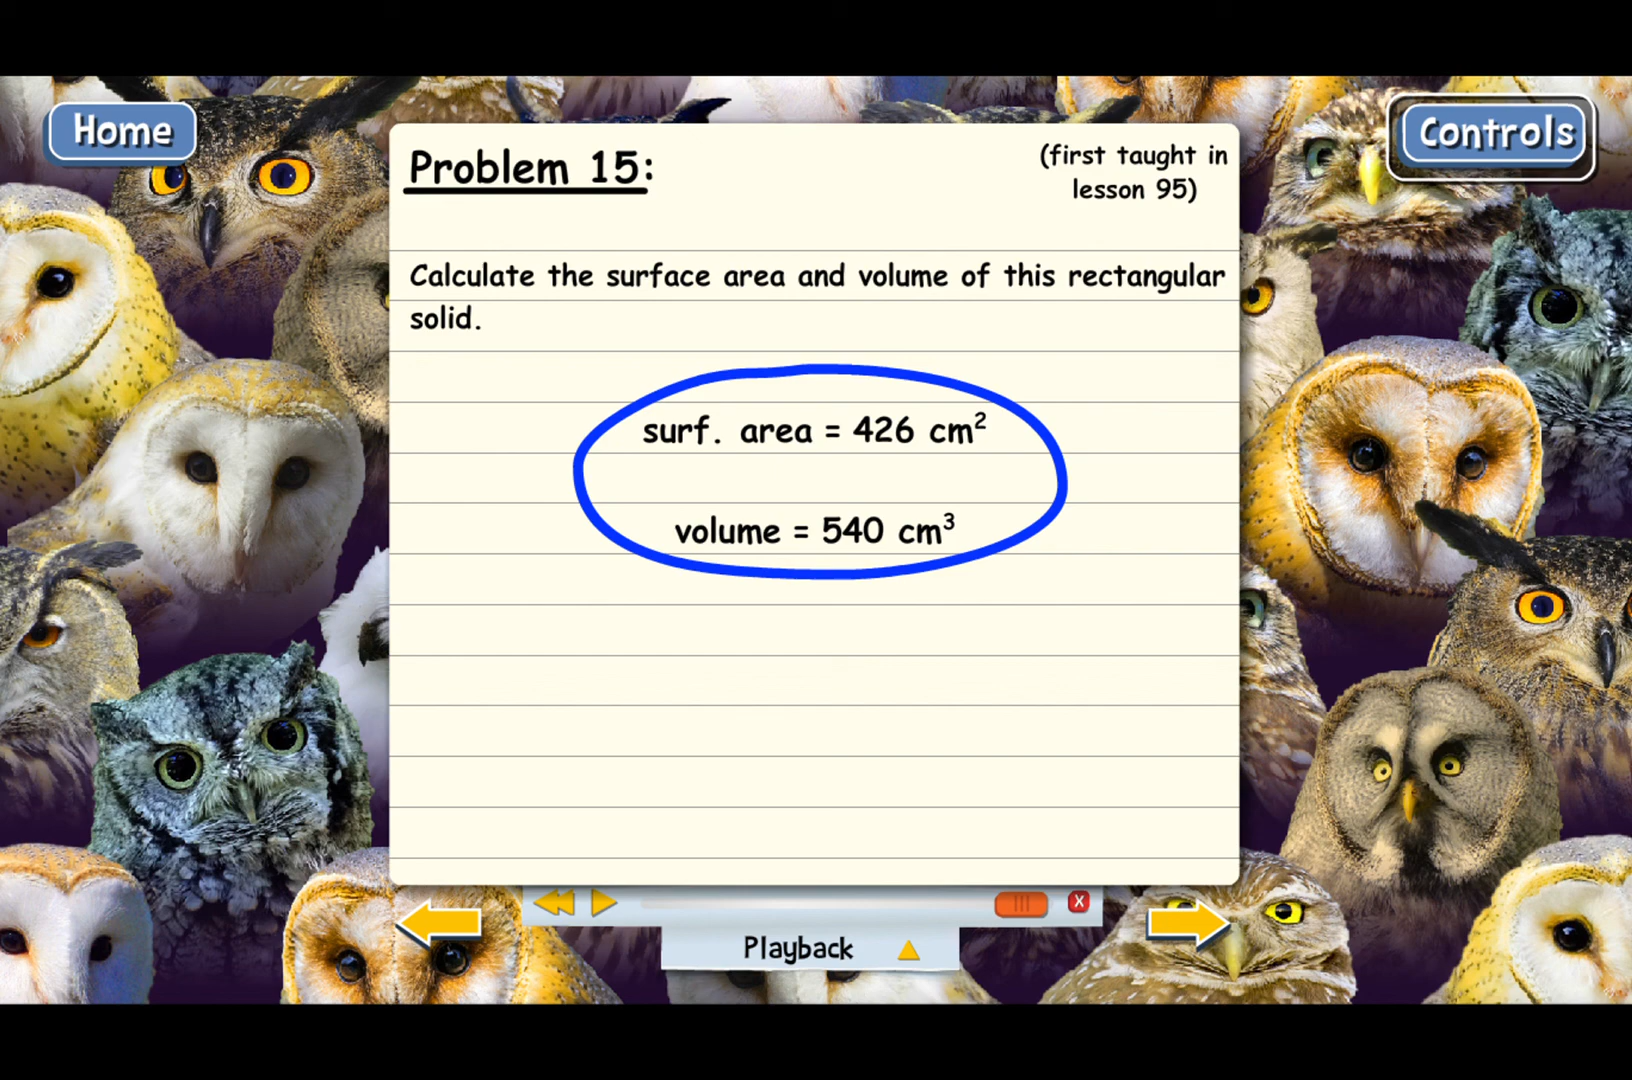 Home
Controls
Problem 15:
(first taught in
lesson 95)
Calculate the surface area and volume of this rectangular
solid.
surf. area = 426 cm²
volume = 540 cm³
X
Playback